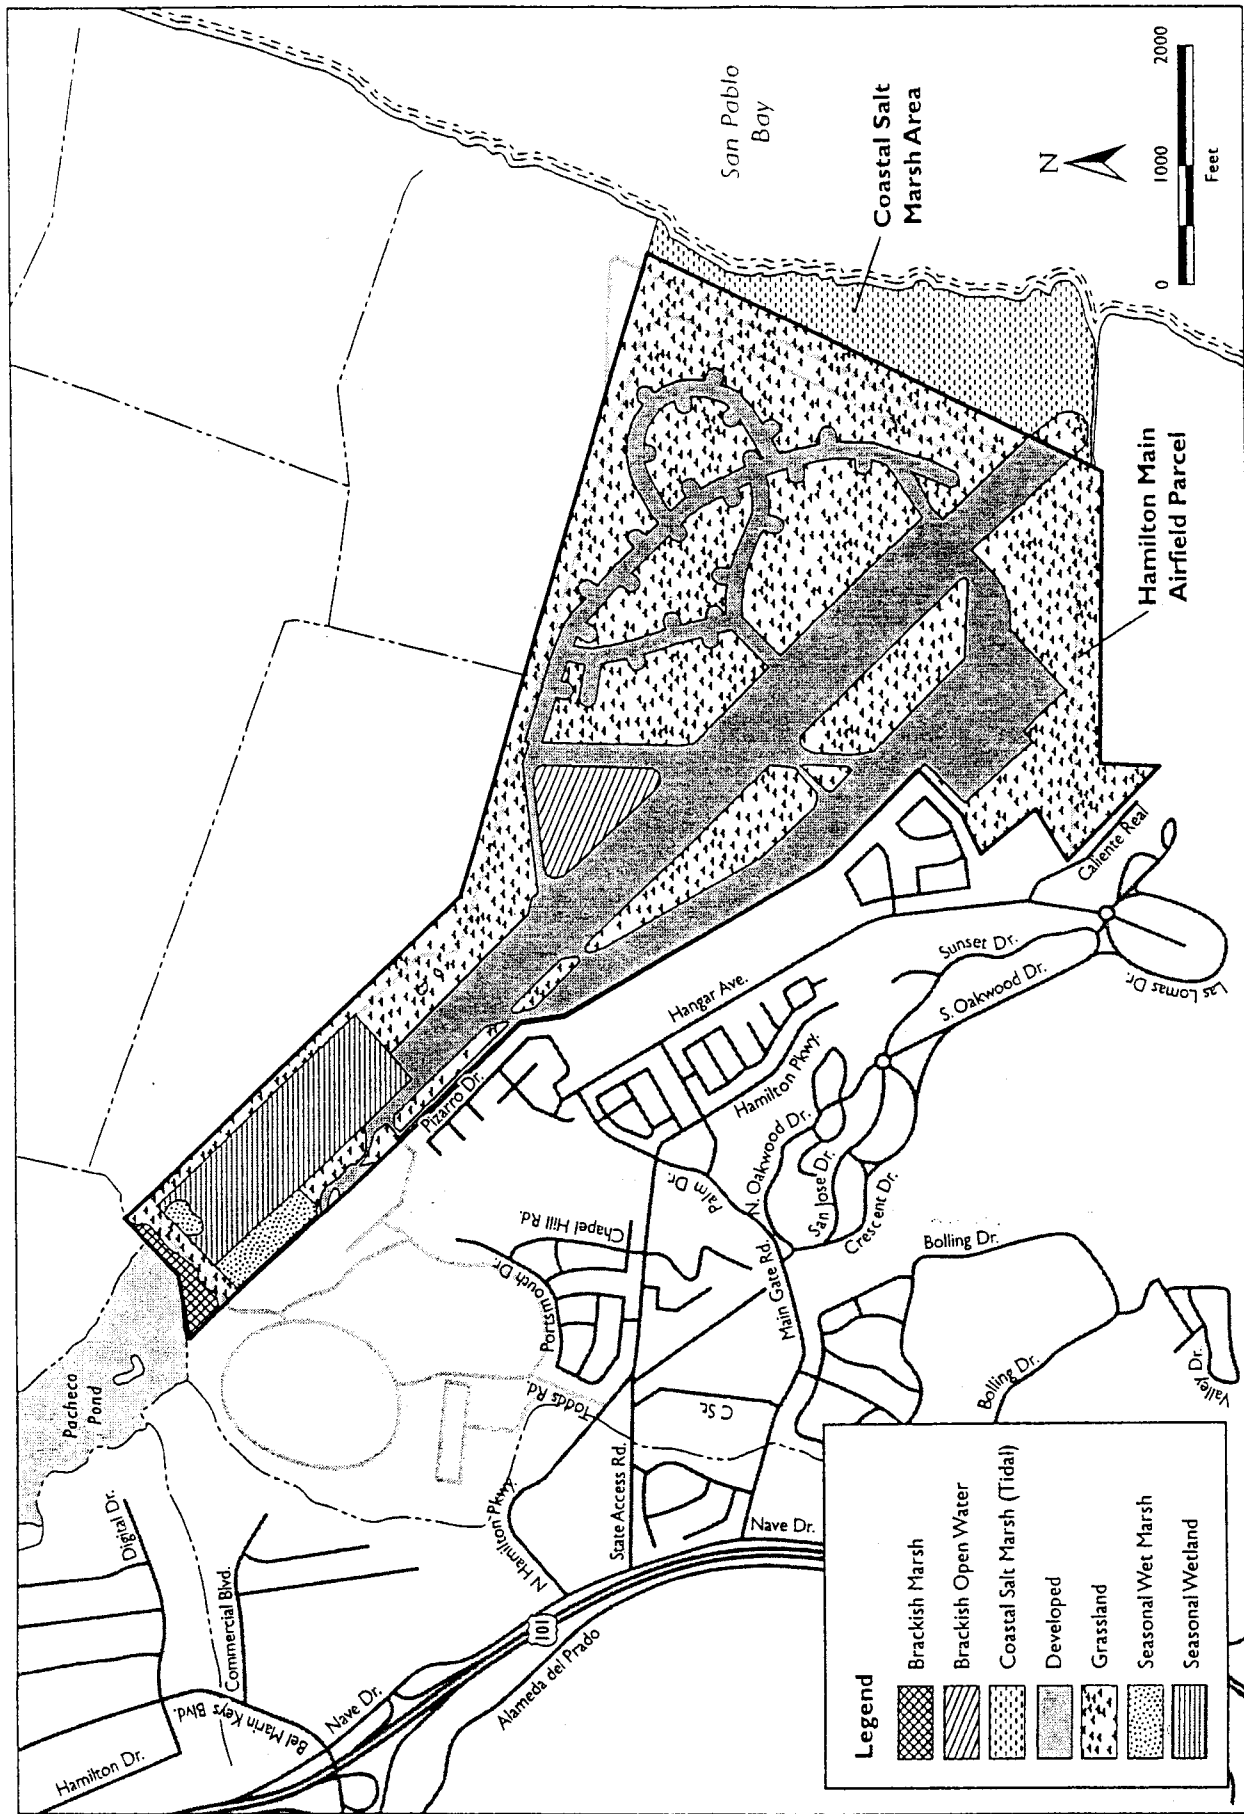 San Pablo
Bay
Coastal Salt
Marsh Area
N
0
1000
2000
Feet
Hamilton Main
Airfield Parcel
Pacheco
Pond
Digital Dr.
Commercial Blvd.
Hamilton Dr.
Bel Marin Keys Blvd.
Nave Dr.
101
Alameda del Prado
N Hamilton Pkwy.
State Access Rd.
Todds Rd.
Portsmouth Dr.
Chapel Hill Rd.
C St.
Nave Dr.
Main Gate Rd.
Palm Dr.
Pizarro Dr.
Hangar Ave.
Hamilton Pkwy.
N. Oakwood Dr.
San Jose Dr.
Crescent Dr.
Sunset Dr.
S. Oakwood Dr.
Las Lomas Dr.
Caliente Real
Bolling Dr.
Bolling Dr.
Valley Dr.
Legend
Brackish Marsh
Brackish Open Water
Coastal Salt Marsh (Tidal)
Developed
Grassland
Seasonal Wet Marsh
Seasonal Wetland